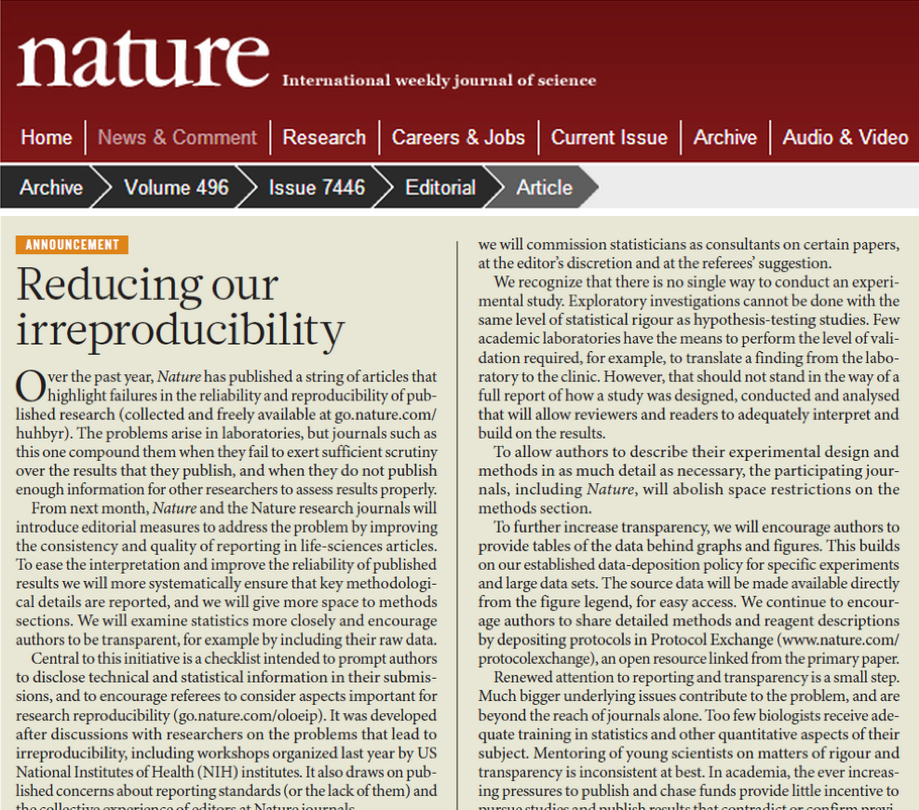 nature International weekly journal of science
Home News & Comment Research Careers & Jobs Current Issue Archive Audio & Video
Archive Volume 496 Issue 7446 Editorial Article
ANNOUNCEMENT
Reducing our
irreproducibility
Over the past year, Nature has published a string of articles that
highlight failures in the reliability and reproducibility of pub-
lished research (collected and freely available at go.nature.com/
huhbyr). The problems arise in laboratories, but journals such as
this one compound them when they fail to exert sufficient scrutiny
over the results that they publish, and when they do not publish
enough information for other researchers to assess results properly.
From next month, Nature and the Nature research journals will
introduce editorial measures to address the problem by improving
the consistency and quality of reporting in life-sciences articles.
To ease the interpretation and improve the reliability of published
results we will more systematically ensure that key methodologi-
cal details are reported, and we will give more space to methods
sections. We will examine statistics more closely and encourage
authors to be transparent, for example by including their raw data.
Central to this initiative is a checklist intended to prompt authors
to disclose technical and statistical information in their submis-
sions, and to encourage referees to consider aspects important for
research reproducibility (go.nature.com/oloeip). It was developed
after discussions with researchers on the problems that lead to
irreproducibility, including workshops organized last year by US
National Institutes of Health (NIH) institutes. It also draws on pub-
lished concerns about reporting standards (or the lack of them) and
the collective experience of editors at Nature journals.
we will commission statisticians as consultants on certain papers,
at the editor's discretion and at the referees' suggestion.
We recognize that there is no single way to conduct an experi-
mental study. Exploratory investigations cannot be done with the
same level of statistical rigour as hypothesis-testing studies. Few
academic laboratories have the means to perform the level of vali-
dation required, for example, to translate a finding from the labo-
ratory to the clinic. However, that should not stand in the way of a
full report of how a study was designed, conducted and analysed
that will allow reviewers and readers to adequately interpret and
build on the results.
To allow authors to describe their experimental design and
methods in as much detail as necessary, the participating jour-
nals, including Nature, will abolish space restrictions on the
methods section.
To further increase transparency, we will encourage authors to
provide tables of the data behind graphs and figures. This builds
on our established data-deposition policy for specific experiments
and large data sets. The source data will be made available directly
from the figure legend, for easy access. We continue to encour-
age authors to share detailed methods and reagent descriptions
by depositing protocols in Protocol Exchange (www.nature.com/
protocolexchange), an open resource linked from the primary paper.
Renewed attention to reporting and transparency is a small step.
Much bigger underlying issues contribute to the problem, and are
beyond the reach of journals alone. Too few biologists receive ade-
quate training in statistics and other quantitative aspects of their
subject. Mentoring of young scientists on matters of rigour and
transparency is inconsistent at best. In academia, the ever increas-
ing pressures to publish and chase funds provide little incentive to
pursue studies and publish results that contradict or confirm previ-